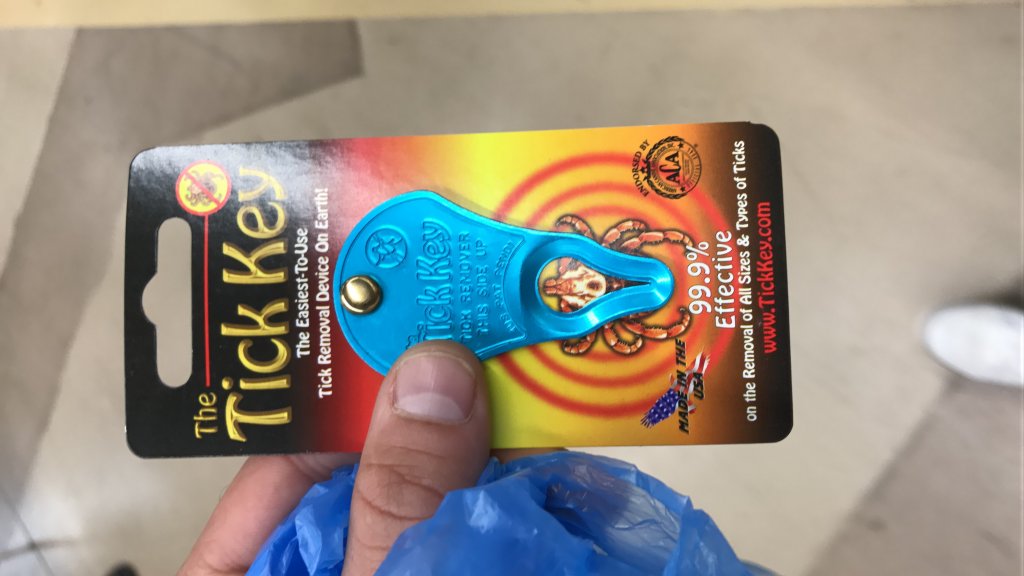 The
Tick Key
The Easiest-To-Use
Tick Removal Device On Earth!
Tick Key
TICK REMOVER
THIS SIDE UP
ENDORSED BY
99.9%
Effective
on the Removal of All Sizes & Types of Ticks
www.TickKey.com
MADE IN THE
USA